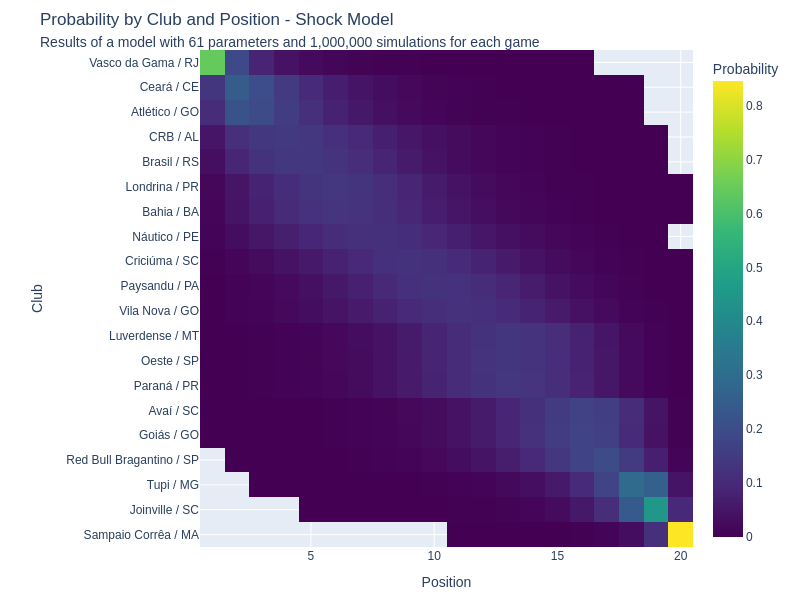 Probability by Club and Position - Shock Model
Results of a model with 61 parameters and 1,000,000 simulations for each game
Probability
Vasco da Gama / RJ
Ceará / CE
Atlético / GO
CRB / AL
Brasil / RS
Londrina / PR
Bahia / BA
Náutico / PE
Criciúma / SC
Paysandu / PA
Vila Nova / GO
Luverdense / MT
Oeste / SP
Paraná / PR
Avaí / SC
Goiás / GO
Red Bull Bragantino / SP
Tupi / MG
Joinville / SC
Sampaio Corrêa / MA
Club
5
10
15
20
Position
0.8
0.7
0.6
0.5
0.4
0.3
0.2
0.1
0